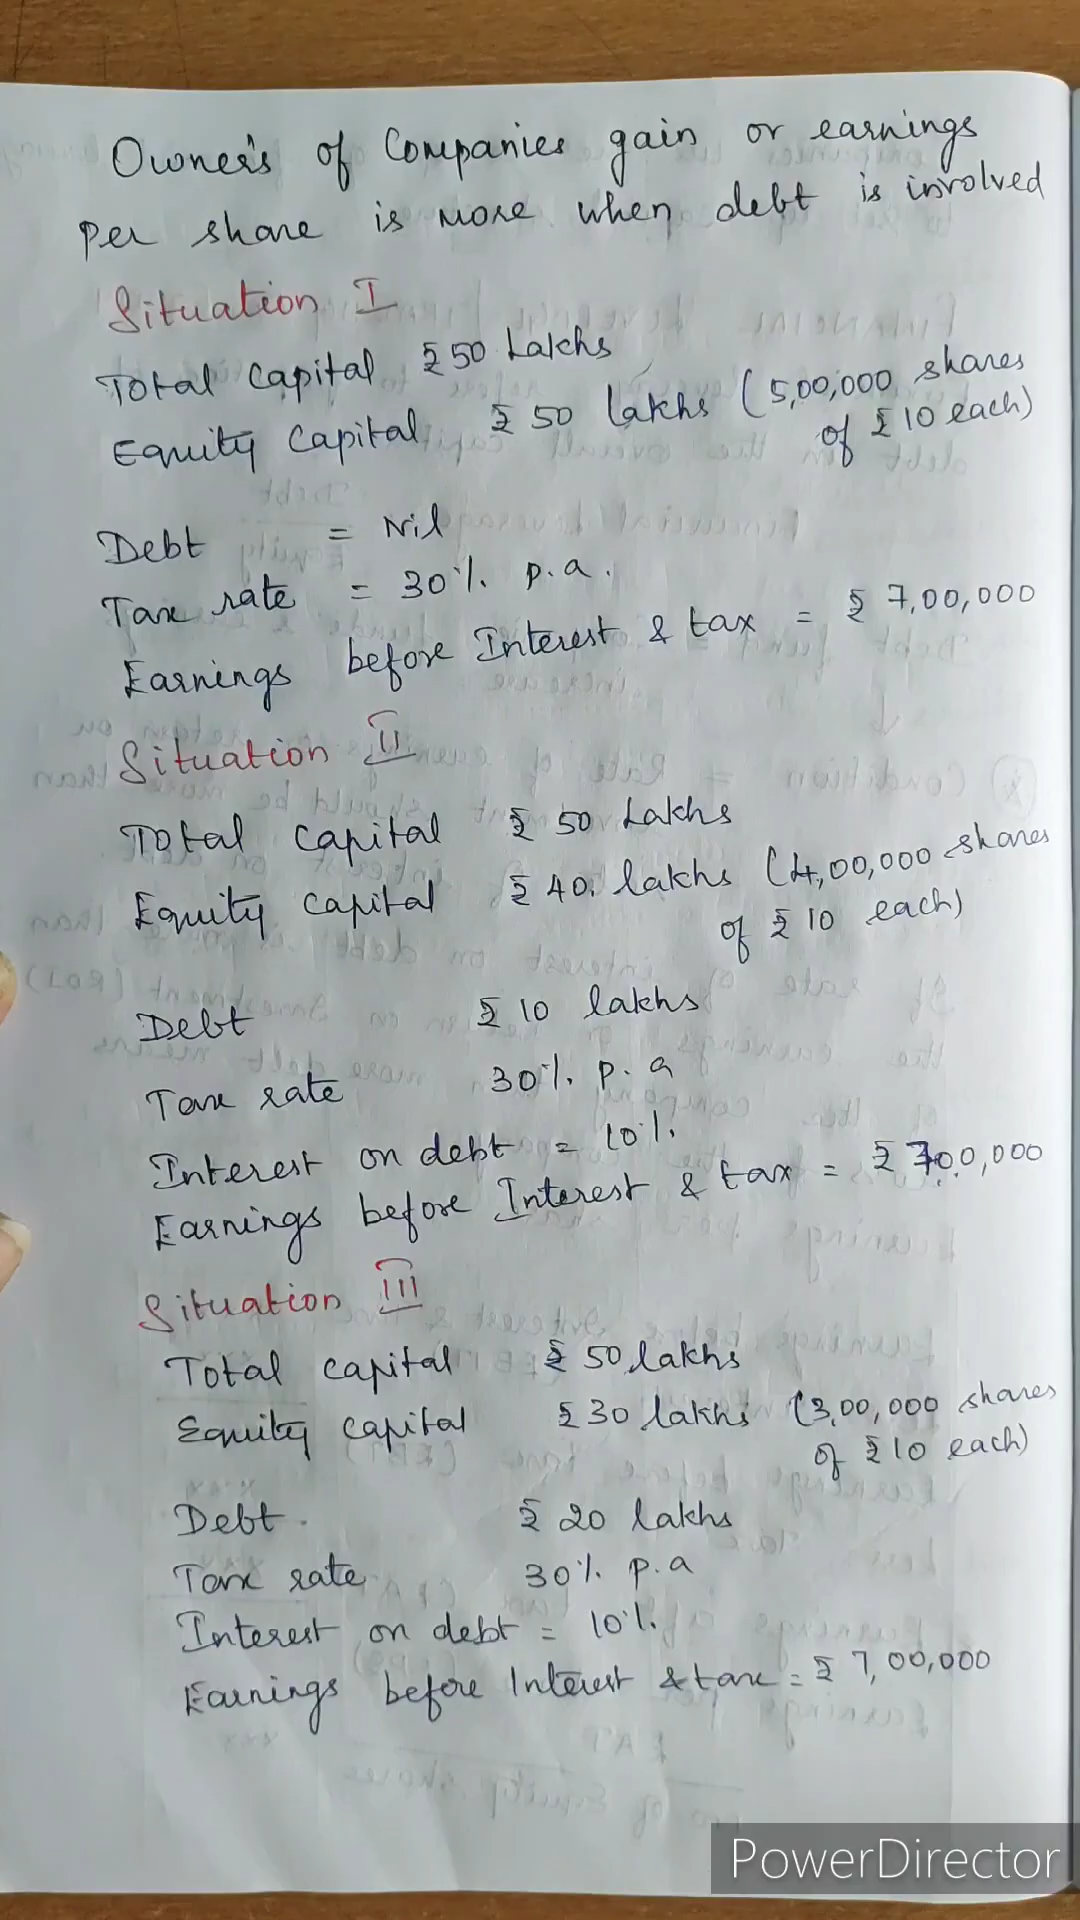 Owner's of Companies gain or earnings
per share is more when debt is involved
Situation I
Total Capital ₹ 50 Lakhs
Equity Capital ₹ 50 lakhs (5,00,000 shares
of ₹ 10 each)
Debt = Nil
Tax rate = 30% p.a.
Earnings before Interest & tax = ₹ 7,00,000
Situation II
Total capital ₹ 50 Lakhs
Equity capital ₹ 40 lakhs (4,00,000 shares
of ₹ 10 each)
Debt ₹ 10 lakhs
Tax rate 30% p.a
Interest on debt = 10%.
Earnings before Interest & tax = ₹ 700,000
Situation III
Total capital ₹ 50 lakhs
Equity capital ₹ 30 lakhs (3,00,000 shares
of ₹ 10 each)
Debt. ₹ 20 lakhs
Tax rate 30% p.a
Interest on debt = 10%.
Earnings before Interest & tax = ₹ 7,00,000
PowerDirector